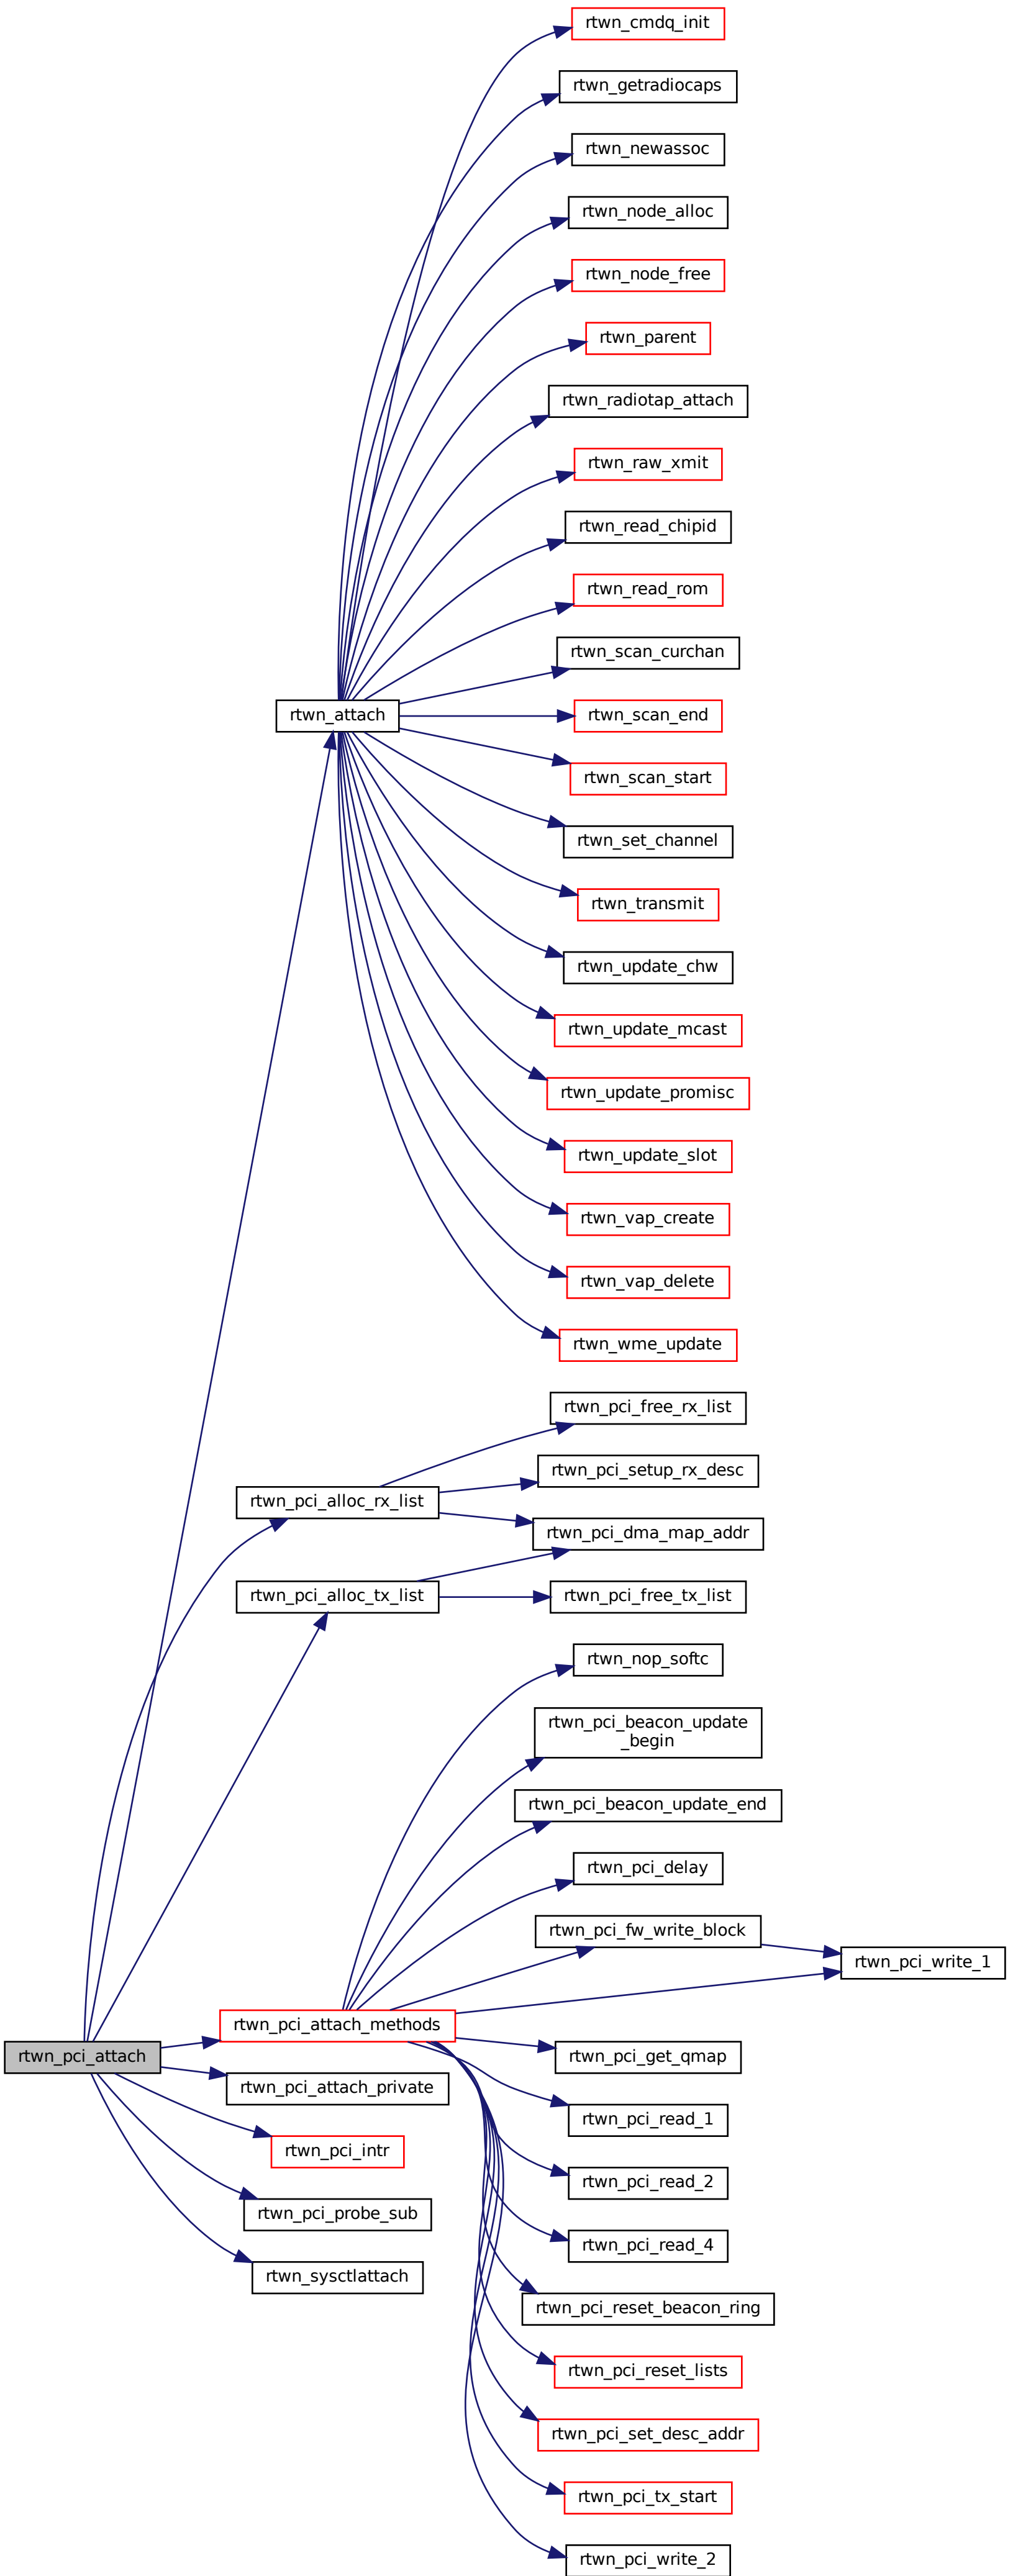 rtwn_cmdq_init
rtwn_getradiocaps
rtwn_newassoc
rtwn_node_alloc
rtwn_node_free
rtwn_parent
rtwn_radiotap_attach
rtwn_raw_xmit
rtwn_read_chipid
rtwn_read_rom
rtwn_scan_curchan
rtwn_attach
rtwn_scan_end
rtwn_scan_start
rtwn_set_channel
rtwn_transmit
rtwn_update_chw
rtwn_update_mcast
rtwn_update_promisc
rtwn_update_slot
rtwn_vap_create
rtwn_vap_delete
rtwn_wme_update
rtwn_pci_free_rx_list
rtwn_pci_setup_rx_desc
rtwn_pci_alloc_rx_list
rtwn_pci_dma_map_addr
rtwn_pci_alloc_tx_list
rtwn_pci_free_tx_list
rtwn_nop_softc
rtwn_pci_beacon_update
_begin
rtwn_pci_beacon_update_end
rtwn_pci_delay
rtwn_pci_fw_write_block
rtwn_pci_write_1
rtwn_pci_attach_methods
rtwn_pci_attach
rtwn_pci_get_qmap
rtwn_pci_attach_private
rtwn_pci_read_1
rtwn_pci_intr
rtwn_pci_read_2
rtwn_pci_probe_sub
rtwn_pci_read_4
rtwn_sysctlattach
rtwn_pci_reset_beacon_ring
rtwn_pci_reset_lists
rtwn_pci_set_desc_addr
rtwn_pci_tx_start
rtwn_pci_write_2